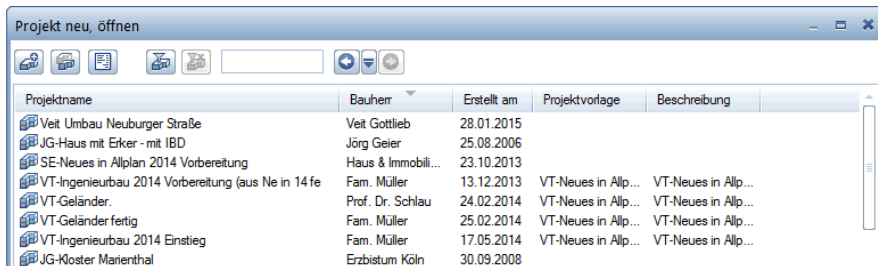 Projekt neu, öffnen
Projektname Bauherr Erstellt am Projektvorlage Beschreibung
Veit Umbau Neuburger Straße Veit Gottlieb 28.01.2015
JG-Haus mit Erker - mit IBD Jörg Geier 25.08.2006
SE-Neues in Allplan 2014 Vorbereitung Haus & Immobili... 23.10.2013
VT-Ingenieurbau 2014 Vorbereitung (aus Ne in 14 fe Fam. Müller 13.12.2013 VT-Neues in Allp... VT-Neues in Allp...
VT-Geländer. Prof. Dr. Schlau 24.02.2014 VT-Neues in Allp... VT-Neues in Allp...
VT-Geländer fertig Fam. Müller 25.02.2014 VT-Neues in Allp... VT-Neues in Allp...
VT-Ingenieurbau 2014 Einstieg Fam. Müller 17.05.2014 VT-Neues in Allp... VT-Neues in Allp...
JG-Kloster Marienthal Erzbistum Köln 30.09.2008